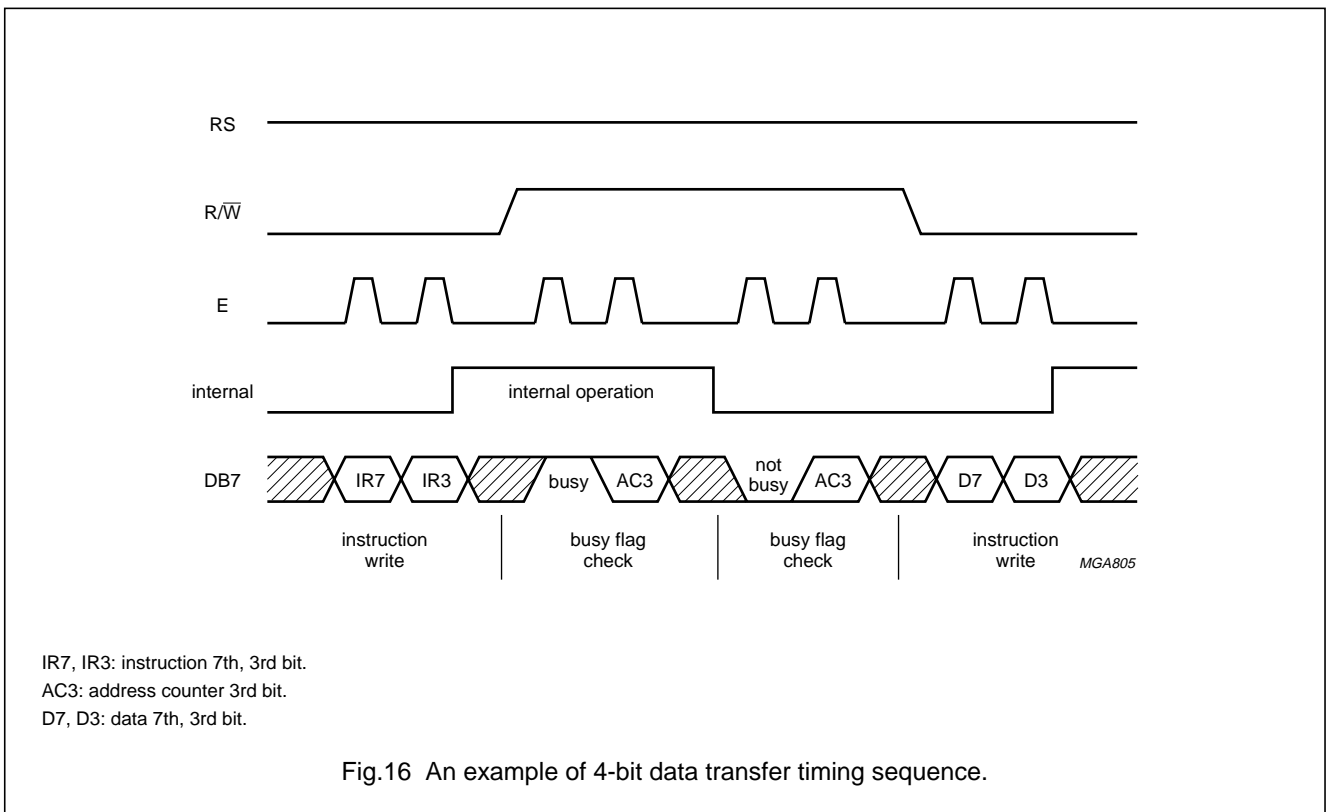 RS
R/W̅
E
internal
internal operation
DB7
IR7 IR3 busy AC3 not busy AC3 D7 D3
instruction write
busy flag check
busy flag check
instruction write
MGA805
IR7, IR3: instruction 7th, 3rd bit.
AC3: address counter 3rd bit.
D7, D3: data 7th, 3rd bit.
Fig.16 An example of 4-bit data transfer timing sequence.